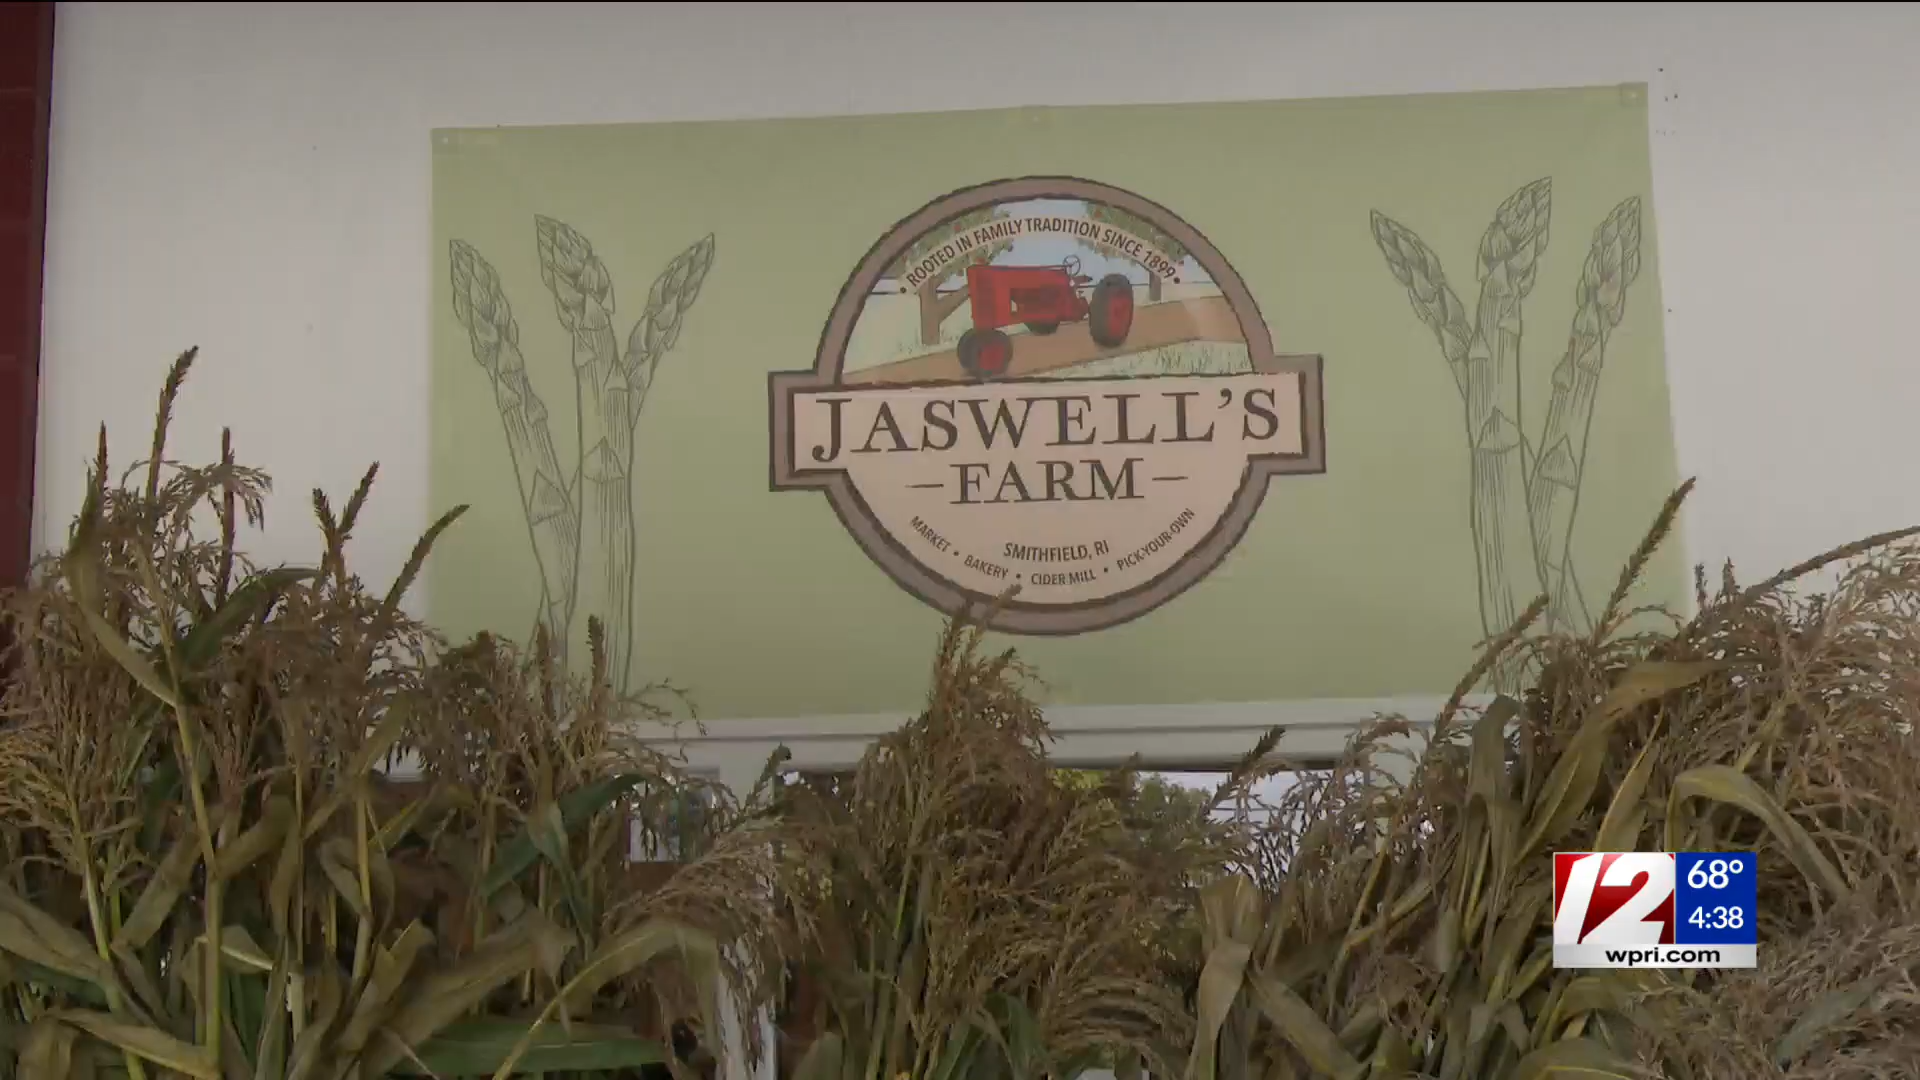 • ROOTED IN FAMILY TRADITION SINCE 1899 •
JASWELL'S
– FARM –
SMITHFIELD, RI
MARKET • BAKERY • CIDER MILL • PICK-YOUR-OWN
12
68°
4:38
wpri.com